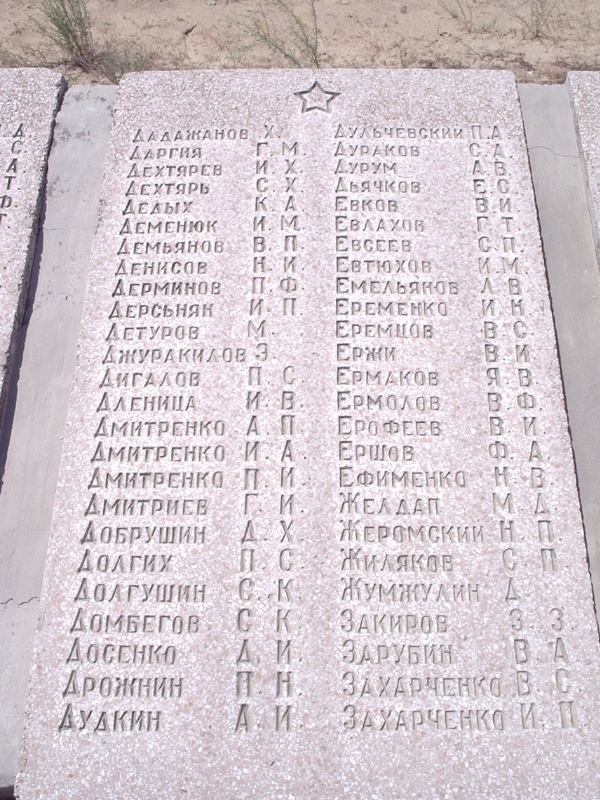 ДАДАЖАНОВ Х.
ДАРГИЯ Г. М.
ДЕХТЯРЕВ И. Х.
ДЕХТЯРЬ С. Х.
ДЕДЫХ К. А.
ДЕМЕНЮК И. М.
ДЕМЬЯНОВ В. П.
ДЕНИСОВ Н. И.
ДЕРМИНОВ П. Ф.
ДЕРСЬНЯН И. П.
ДЕТУРОВ М.
ДЖУРАКИЛОВ Э.
ДИГАЛОВ П. С.
ДЛЕНИЦА И. В.
ДМИТРЕНКО А. П.
ДМИТРЕНКО И. А.
ДМИТРЕНКО П. И.
ДМИТРИЕВ Г. И.
ДОБРУШИН Д. Х.
ДОЛГИХ П. С.
ДОЛГУШИН С. К.
ДОМБЕГОВ С. К.
ДОСЕНКО Д. И.
ДРОЖНИН П. Н.
ДУДКИН А. И.
ДУЛЬЧЕВСКИЙ П. А.
ДУРАКОВ С. Д.
ДУРУМ А. В.
ДЬЯЧКОВ Е. С.
ЕВКОВ В. И.
ЕВЛАХОВ Г. Т.
ЕВСЕЕВ С. П.
ЕВТЮХОВ И. М.
ЕМЕЛЬЯНОВ Л. В.
ЕРЕМЕНКО И. Н.
ЕРЕМЦОВ В. С.
ЕРЖИ В. И.
ЕРМАКОВ Я. В.
ЕРМОЛОВ В. Ф.
ЕРОФЕЕВ В. И.
ЕРШОВ Ф. А.
ЕФИМЕНКО Н. В.
ЖЕЛДАП М. Д.
ЖЕРОМСКИЙ Н. П.
ЖИЛЯКОВ С. П.
ЖУМЖУЛИН Д.
ЗАКИРОВ З. З.
ЗАРУБИН В. А.
ЗАХАРЧЕНКО В. С.
ЗАХАРЧЕНКО И. П.